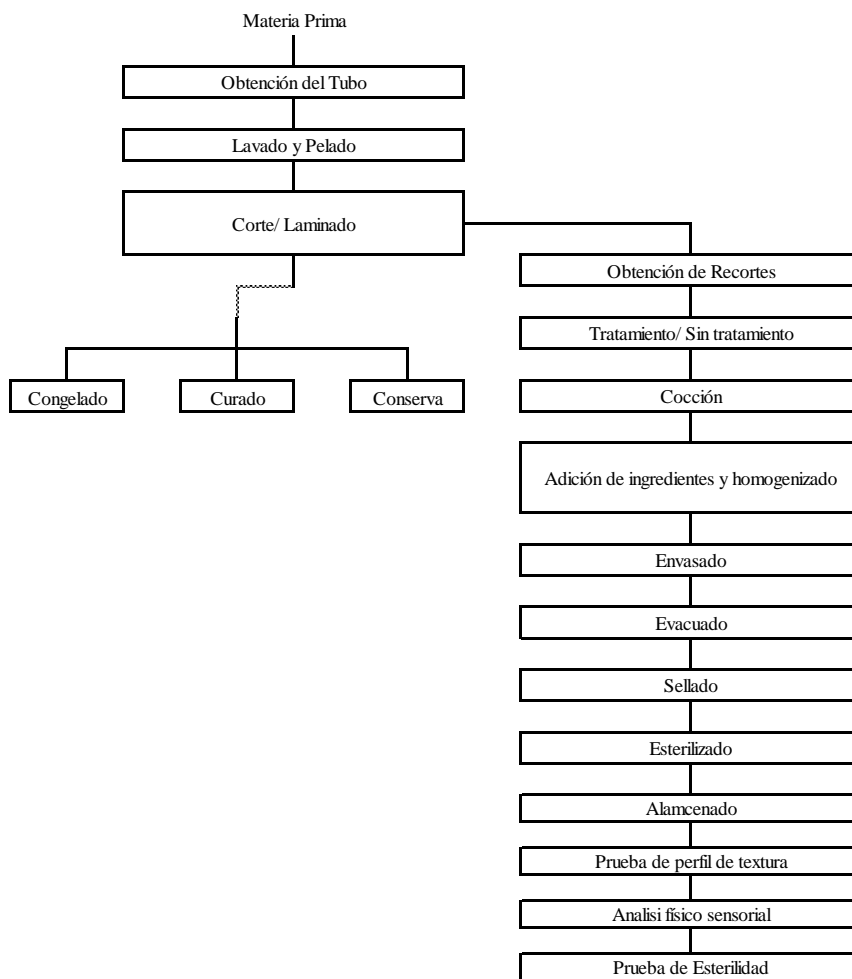 Materia Prima
Obtención del Tubo
Lavado y Pelado
Corte/ Laminado
Congelado
Curado
Conserva
Obtención de Recortes
Tratamiento/ Sin tratamiento
Cocción
Adición de ingredientes y homogenizado
Envasado
Evacuado
Sellado
Esterilizado
Alamcenado
Prueba de perfil de textura
Analisi físico sensorial
Prueba de Esterilidad